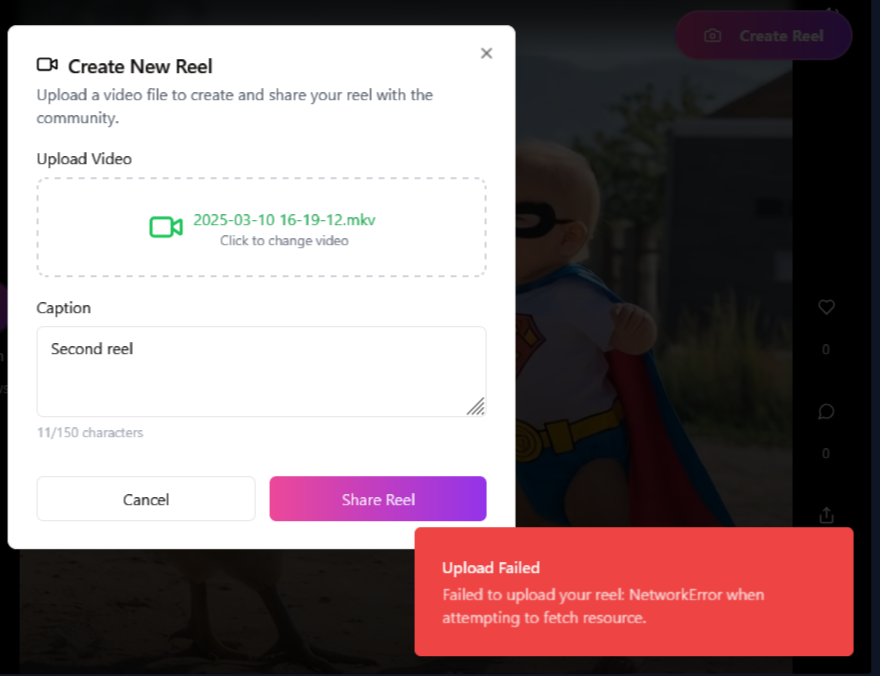 Create Reel
Create New Reel
Upload a video file to create and share your reel with the
community.
Upload Video
2025-03-10 16-19-12.mkv
Click to change video
Caption
Second reel
11/150 characters
Cancel
Share Reel
0
0
Upload Failed
Failed to upload your reel: NetworkError when
attempting to fetch resource.